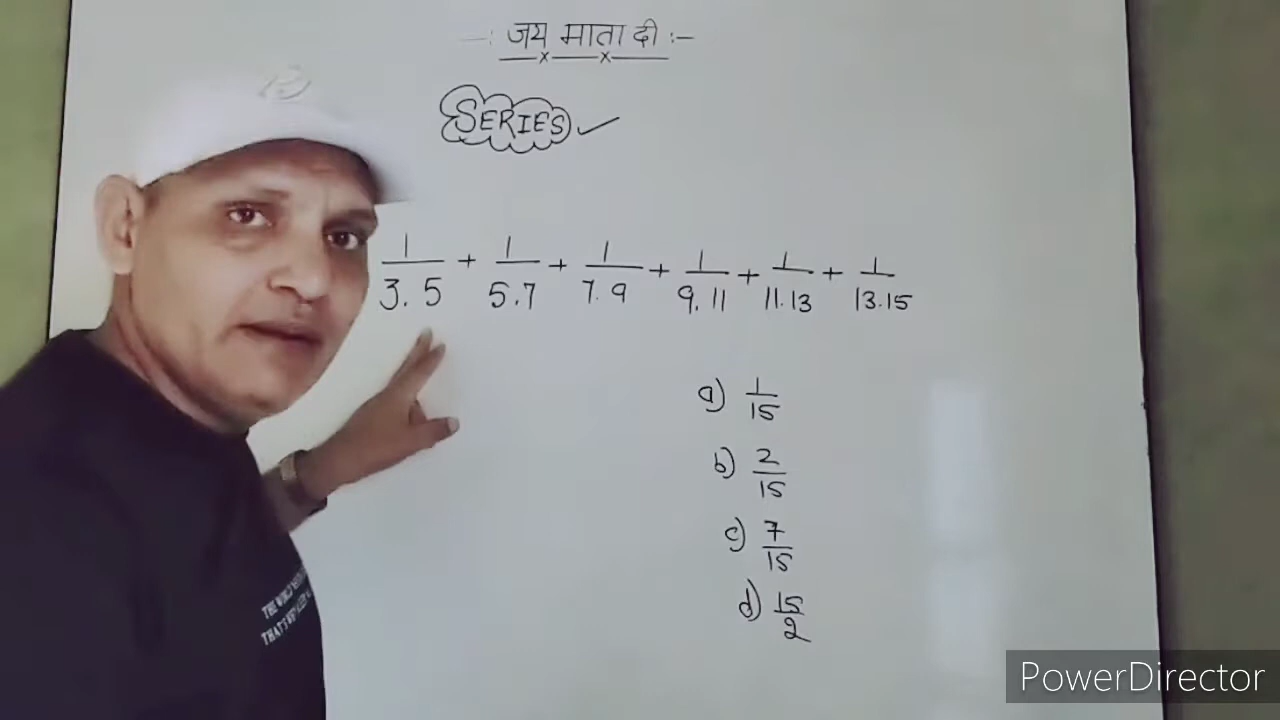 -: जय माता दी :-
SERIES ✓
1/3.5 + 1/5.7 + 1/7.9 + 1/9.11 + 1/11.13 + 1/13.15
a) 1/15
b) 2/15
c) 7/15
d) 15/2
PowerDirector